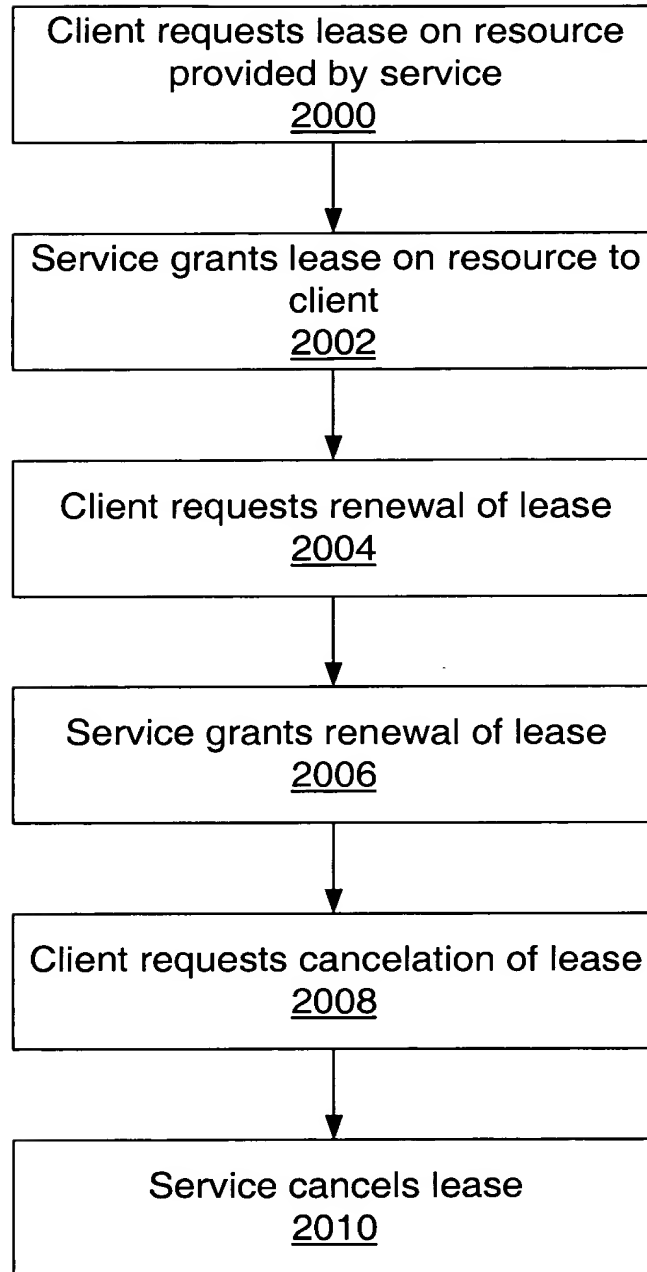 Client requests lease on resource
provided by service
2000
Service grants lease on resource to
client
2002
Client requests renewal of lease
2004
Service grants renewal of lease
2006
Client requests cancelation of lease
2008
Service cancels lease
2010